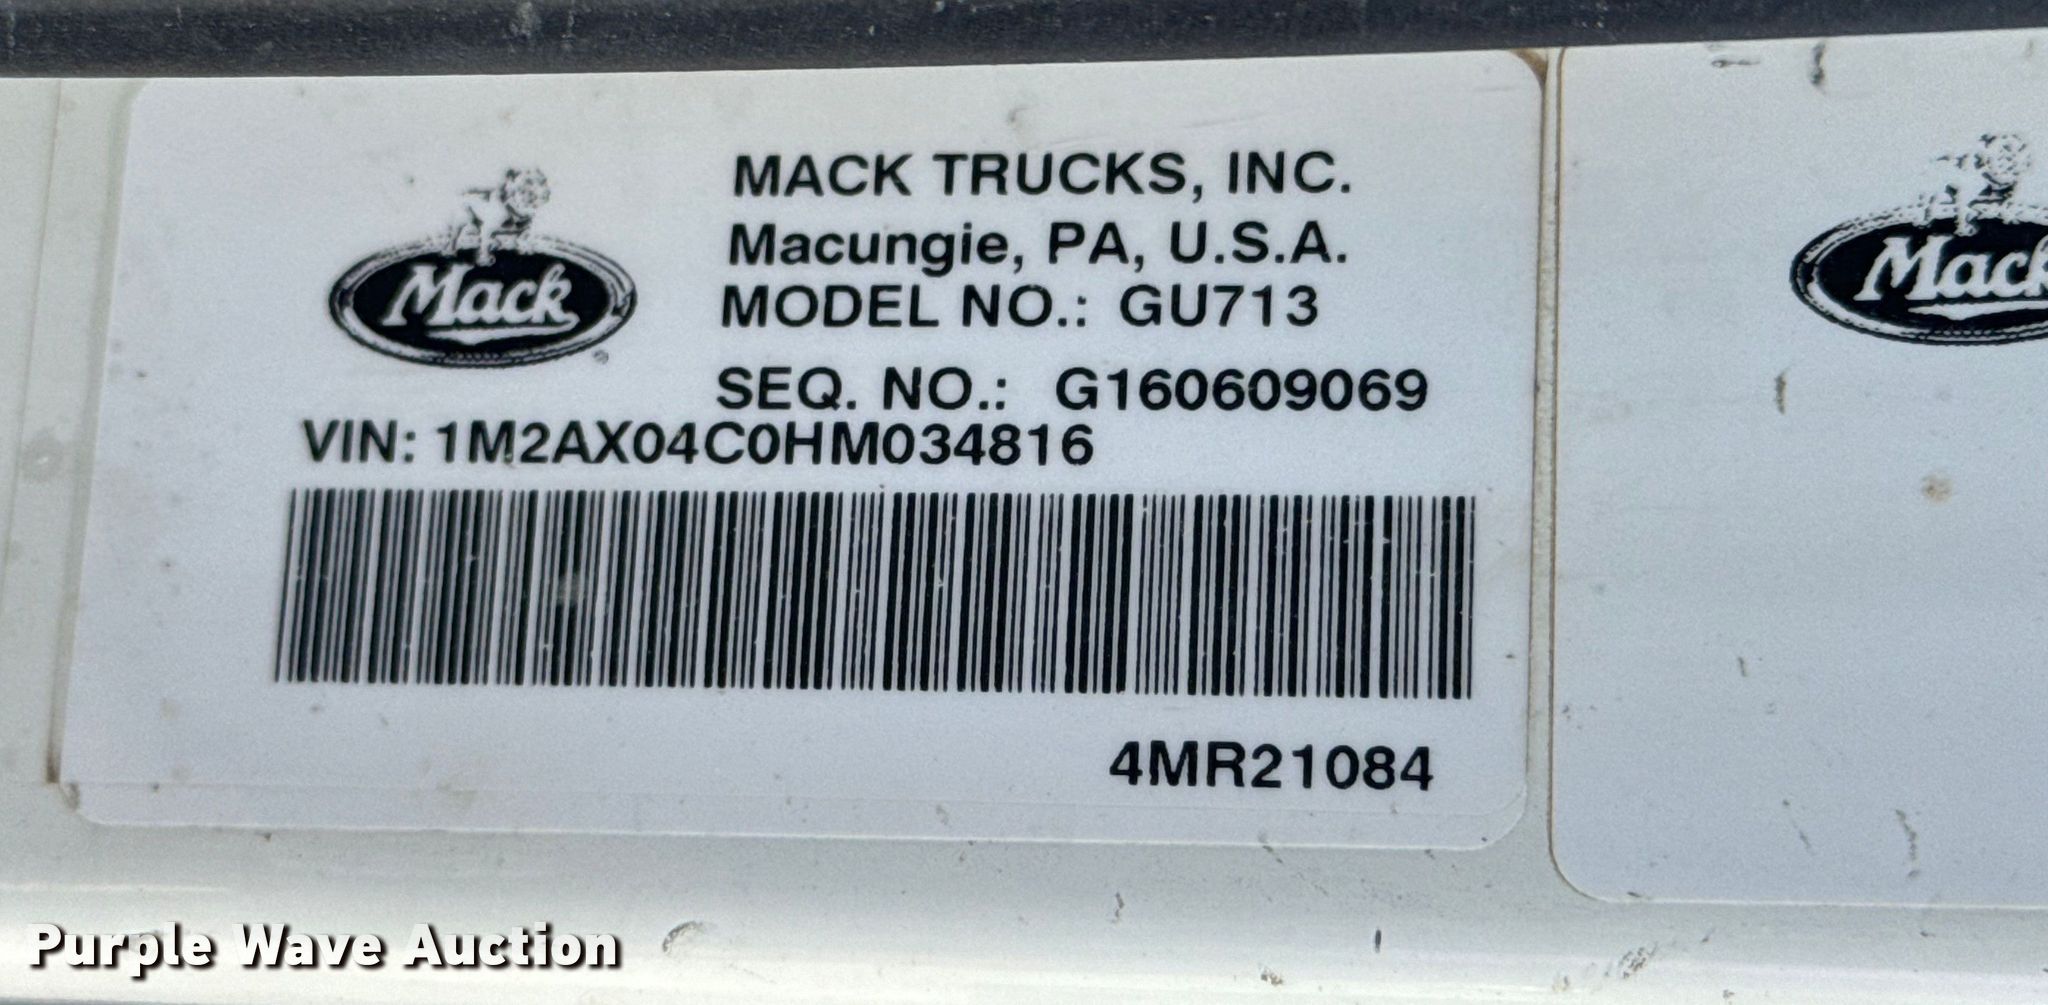 MACK TRUCKS, INC.
Macungie, PA, U.S.A.
Mack
MODEL NO.: GU713
SEQ. NO.: G160609069
VIN: 1M2AX04C0HM034816
4MR21084
Mack
Purple Wave Auction